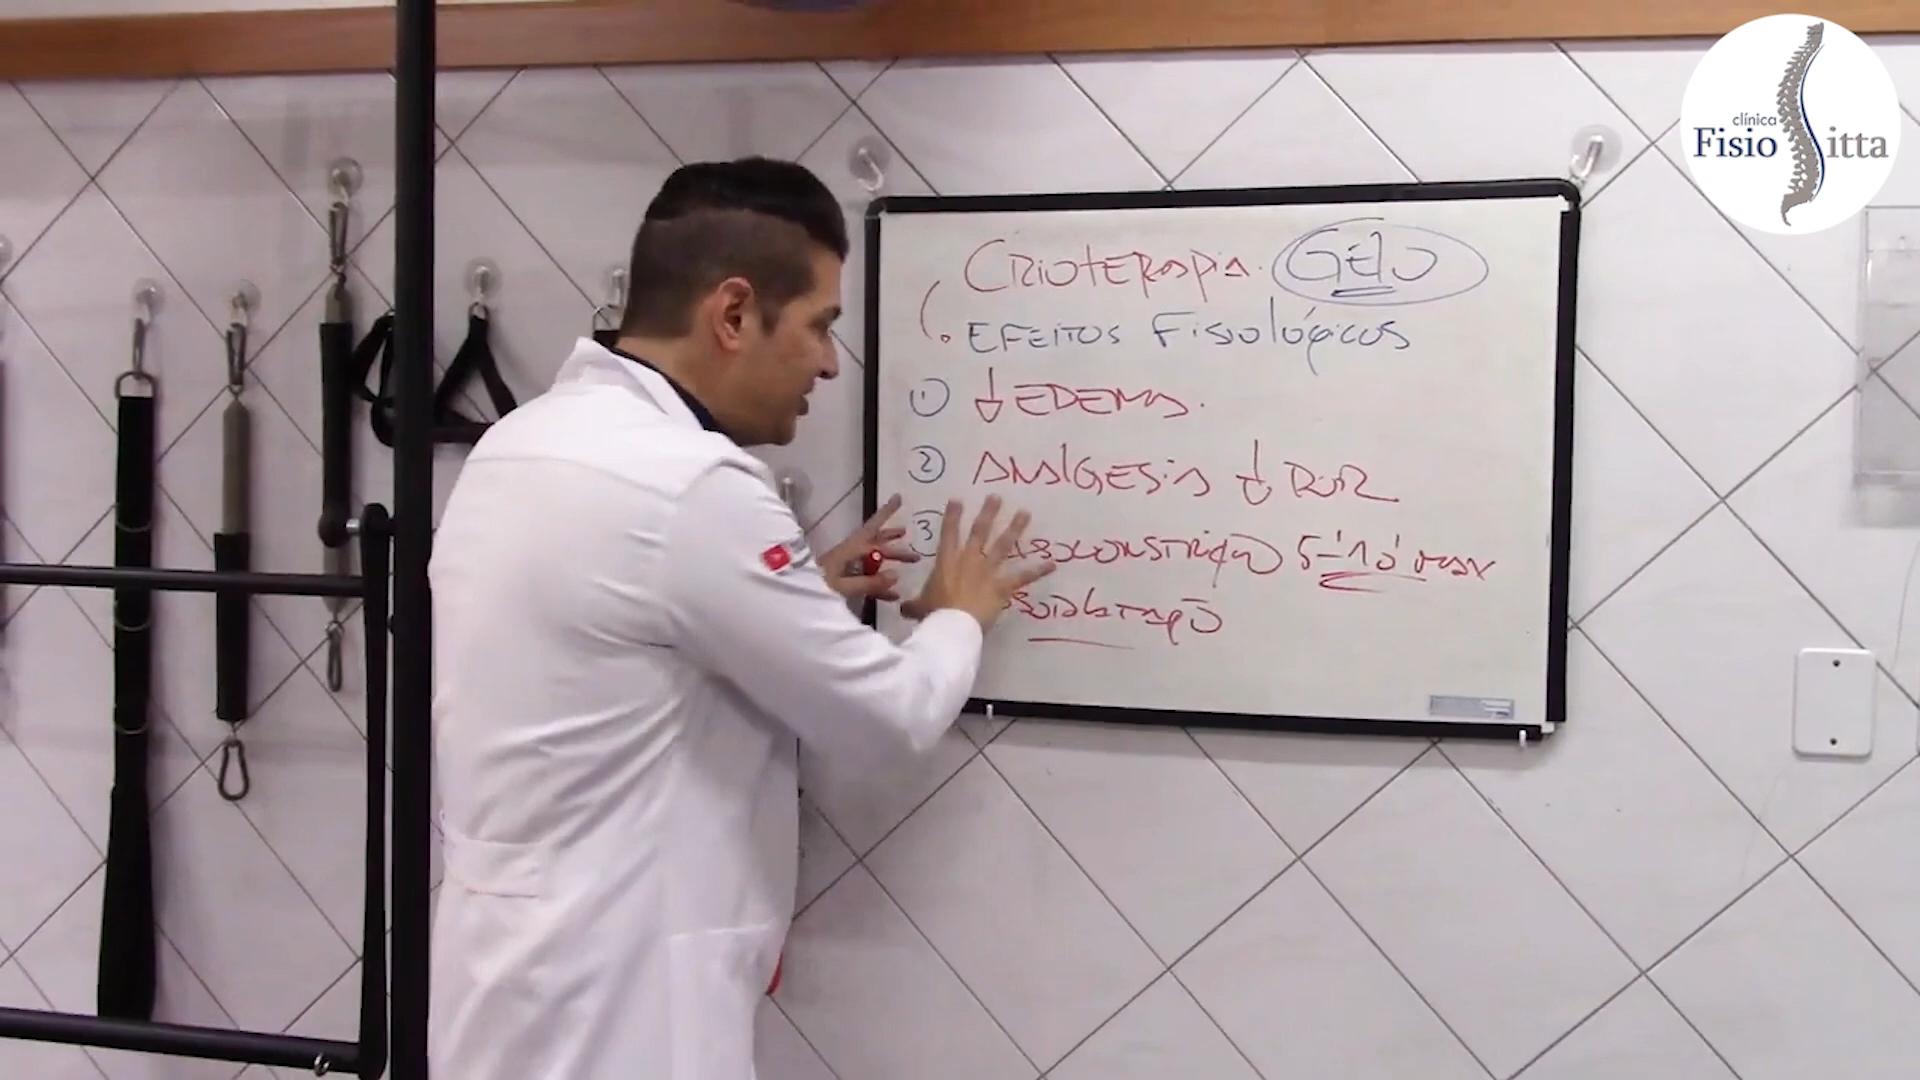 clínica
Fisio Sitta
Crioterapia. Gelo
• Efeitos Fisiológicos
① ↓ Edema.
② Analgesia ↓ Dor
③ 5'-10' max